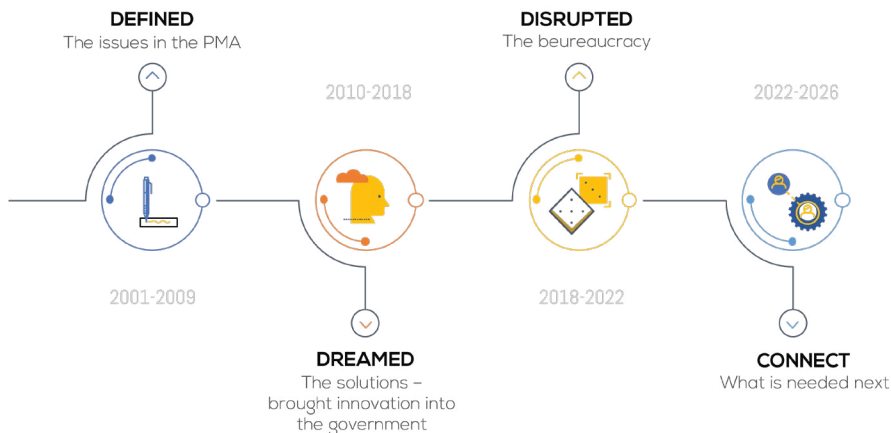 DEFINED
The issues in the PMA
2001-2009
2010-2018
DREAMED
The solutions –
brought innovation into
the government
DISRUPTED
The beureaucracy
2018-2022
2022-2026
CONNECT
What is needed next